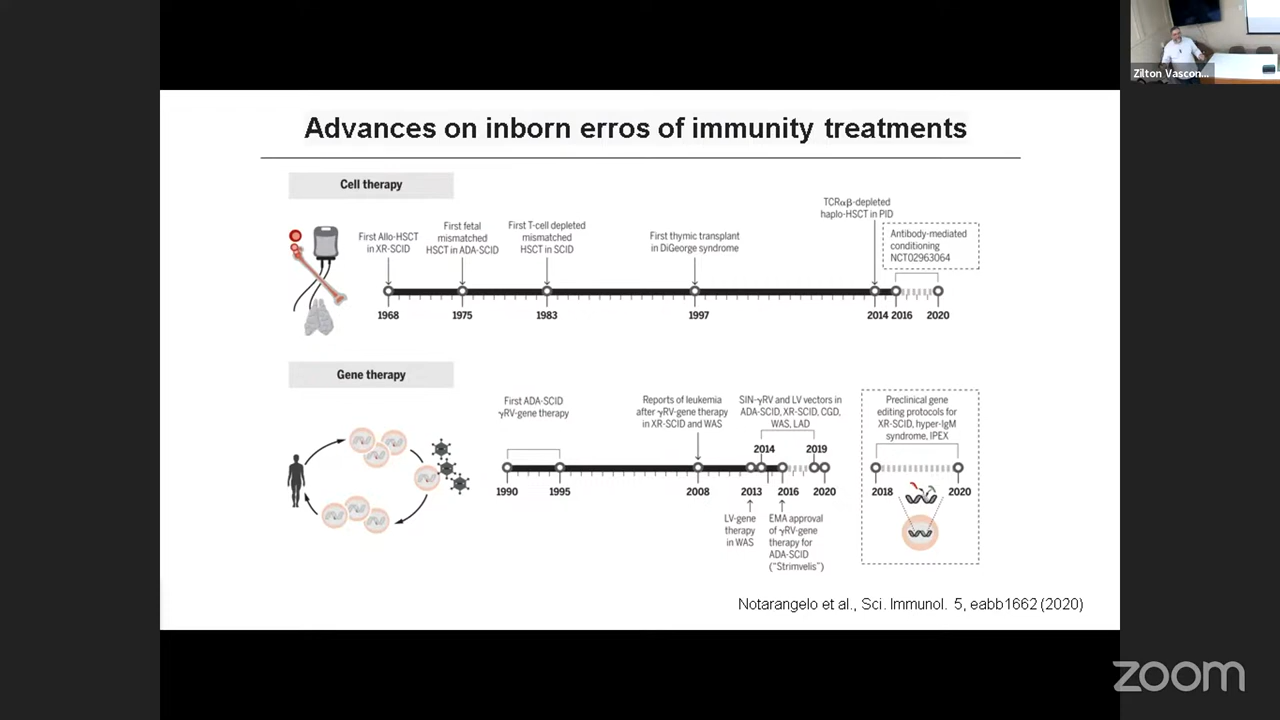 Zilton Vascon...
Advances on inborn erros of immunity treatments
Cell therapy
First Allo-HSCT
in XR-SCID
First fetal
mismatched
HSCT in ADA-SCID
First T-cell depleted
mismatched
HSCT in SCID
First thymic transplant
in DiGeorge syndrome
TCRαβ-depleted
haplo-HSCT in PID
Antibody-mediated
conditioning
NCT02963064
1968 1975 1983 1997 2014 2016 2020
Gene therapy
First ADA-SCID
γRV-gene therapy
Reports of leukemia
after γRV-gene therapy
in XR-SCID and WAS
SIN-γRV and LV vectors in
ADA-SCID, XR-SCID, CGD,
WAS, LAD
2014 2019
Preclinical gene
editing protocols for
XR-SCID, hyper-IgM
syndrome, IPEX
1990 1995 2008 2013 2016 2020 2018 2020
LV-gene
therapy
in WAS
EMA approval
of γRV-gene
therapy for
ADA-SCID
("Strimvelis")
Notarangelo et al., Sci. Immunol. 5, eabb1662 (2020)
zoom